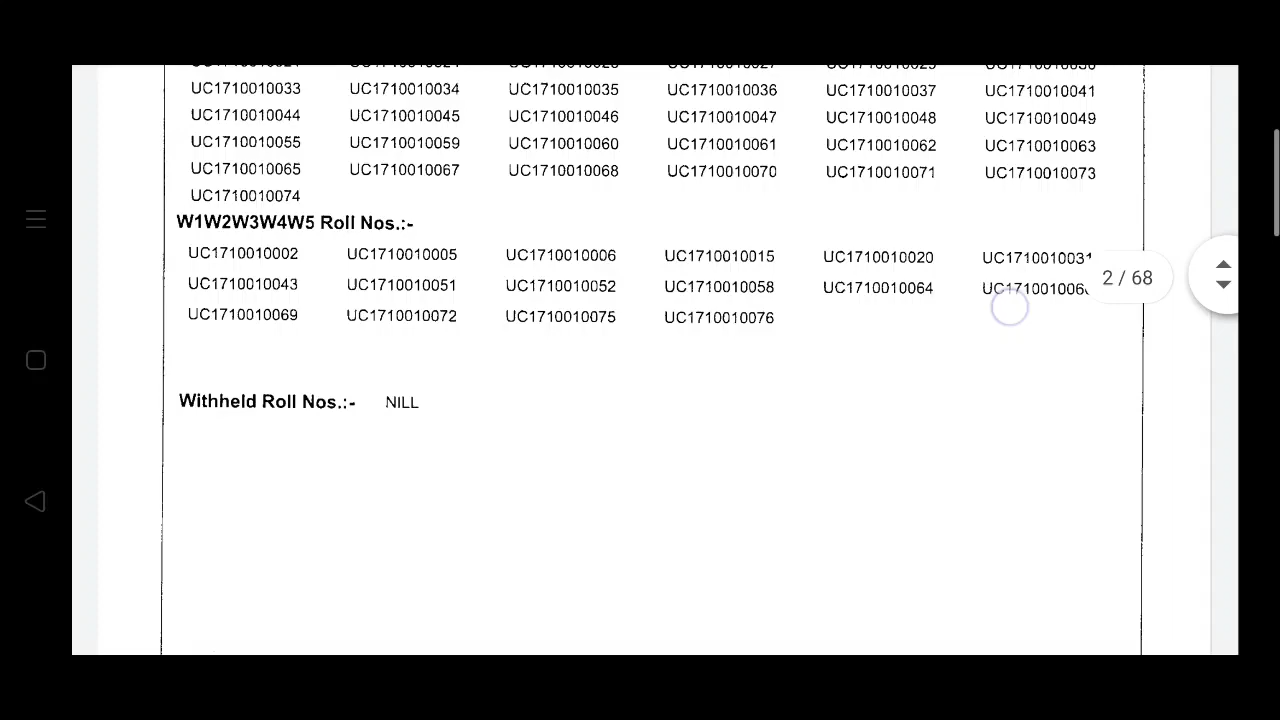 UC1710010033 UC1710010034 UC1710010035 UC1710010036 UC1710010037 UC1710010041
UC1710010044 UC1710010045 UC1710010046 UC1710010047 UC1710010048 UC1710010049
UC1710010055 UC1710010059 UC1710010060 UC1710010061 UC1710010062 UC1710010063
UC1710010065 UC1710010067 UC1710010068 UC1710010070 UC1710010071 UC1710010073
UC1710010074
W1W2W3W4W5 Roll Nos.:-
UC1710010002 UC1710010005 UC1710010006 UC1710010015 UC1710010020 UC1710010031
UC1710010043 UC1710010051 UC1710010052 UC1710010058 UC1710010064
2 / 68
UC1710010069 UC1710010072 UC1710010075 UC1710010076
Withheld Roll Nos.:- NILL